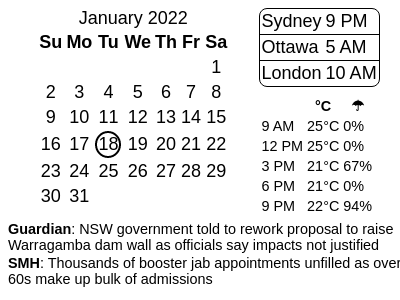 January 2022
Su Mo Tu We Th Fr Sa
1
2 3 4 5 6 7 8
9 10 11 12 13 14 15
16 17 18 19 20 21 22
23 24 25 26 27 28 29
30 31
Sydney 9 PM
Ottawa 5 AM
London 10 AM
°C ☂
9 AM 25°C 0%
12 PM 25°C 0%
3 PM 21°C 67%
6 PM 21°C 0%
9 PM 22°C 94%
Guardian: NSW government told to rework proposal to raise
Warragamba dam wall as officials say impacts not justified
SMH: Thousands of booster jab appointments unfilled as over
60s make up bulk of admissions